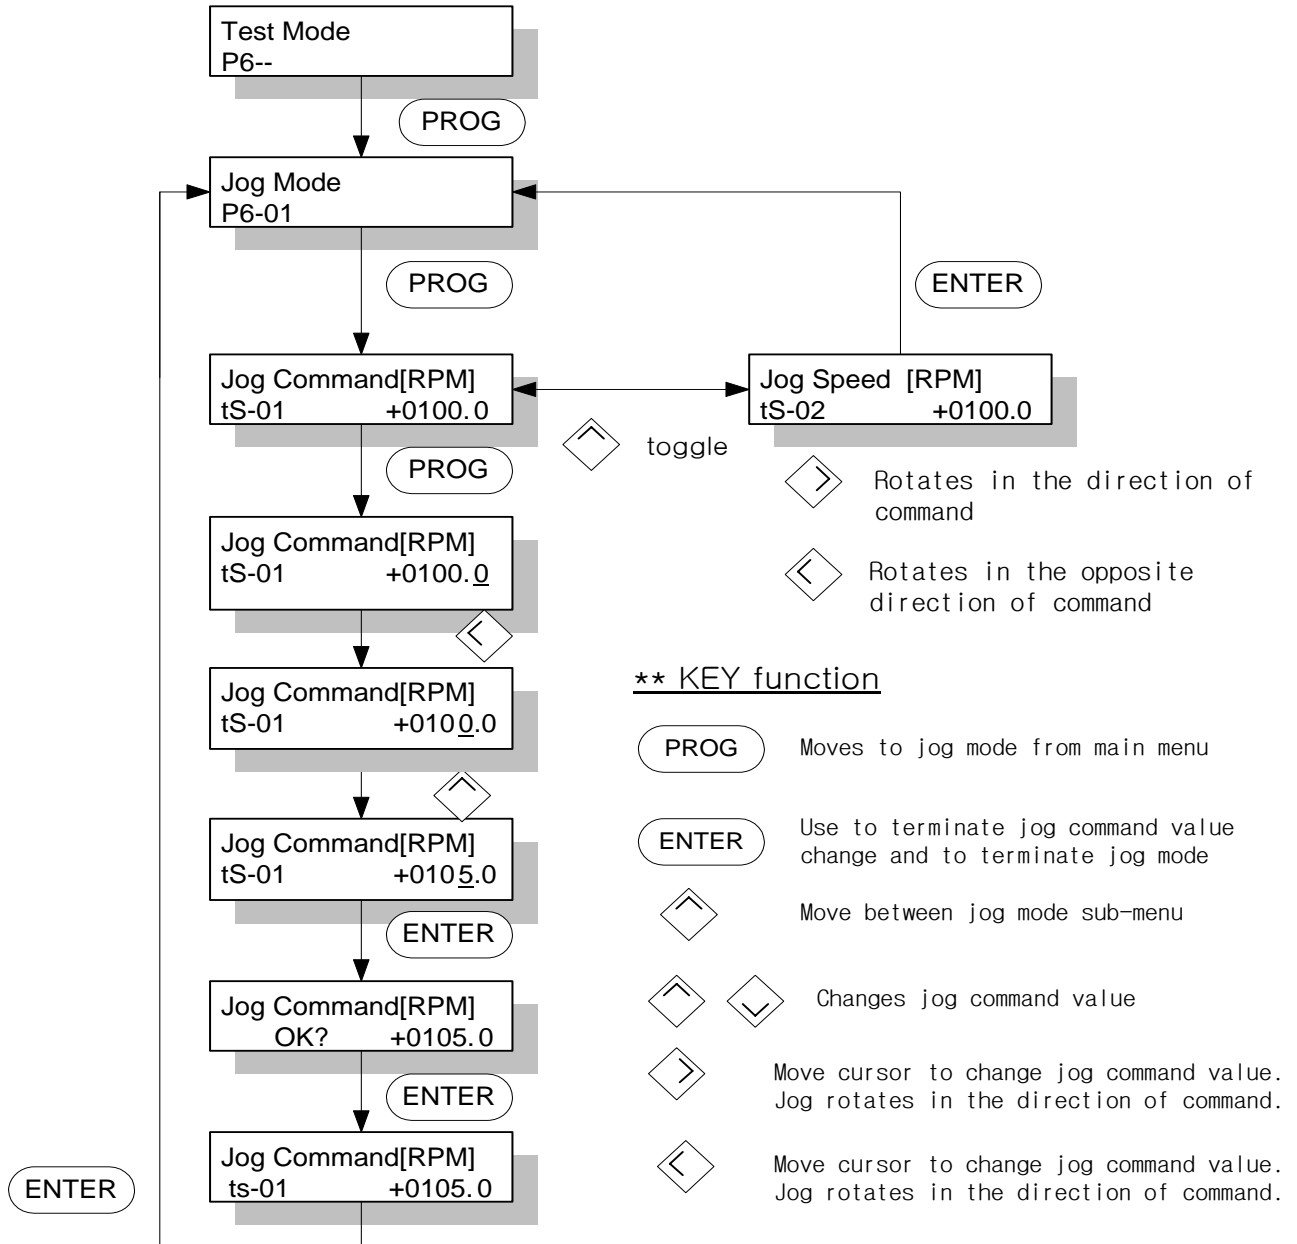 Test Mode
P6--
PROG
Jog Mode
P6-01
PROG
ENTER
Jog Command[RPM]
tS-01 +0100.0
Jog Speed [RPM]
tS-02 +0100.0
toggle
PROG
Rotates in the direction of
command
Jog Command[RPM]
tS-01 +0100.0
Rotates in the opposite
direction of command
Jog Command[RPM]
tS-01 +0100.0
** KEY function
PROG Moves to jog mode from main menu
Jog Command[RPM]
tS-01 +0105.0
ENTER
ENTER Use to terminate jog command value
change and to terminate jog mode
Move between jog mode sub-menu
Jog Command[RPM]
OK? +0105.0
Changes jog command value
ENTER
Move cursor to change jog command value.
Jog rotates in the direction of command.
Jog Command[RPM]
ts-01 +0105.0
ENTER
Move cursor to change jog command value.
Jog rotates in the direction of command.